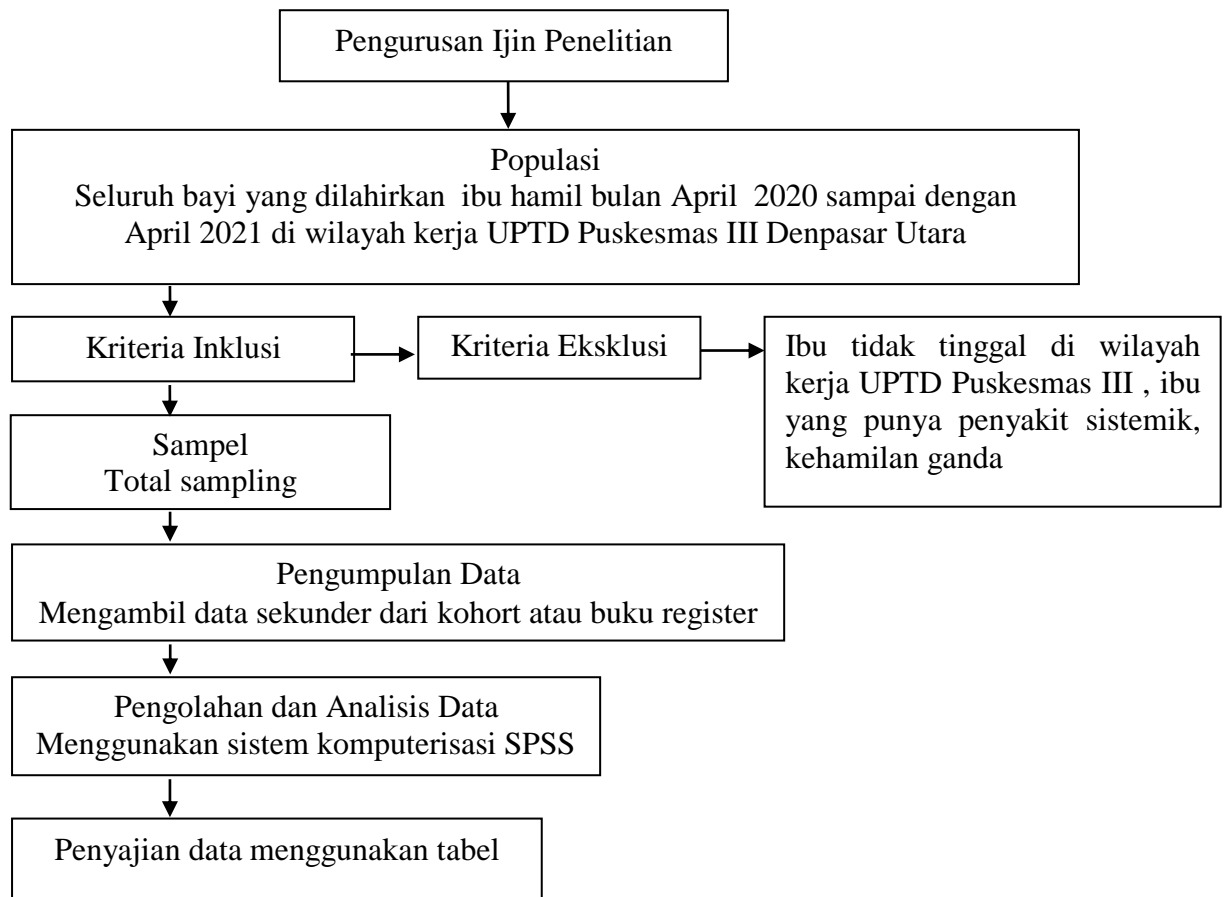 Pengurusan Ijin Penelitian
Populasi
Seluruh bayi yang dilahirkan ibu hamil bulan April 2020 sampai dengan
April 2021 di wilayah kerja UPTD Puskesmas III Denpasar Utara
Kriteria Inklusi
Kriteria Eksklusi
Ibu tidak tinggal di wilayah
kerja UPTD Puskesmas III , ibu
yang punya penyakit sistemik,
kehamilan ganda
Sampel
Total sampling
Pengumpulan Data
Mengambil data sekunder dari kohort atau buku register
Pengolahan dan Analisis Data
Menggunakan sistem komputerisasi SPSS
Penyajian data menggunakan tabel